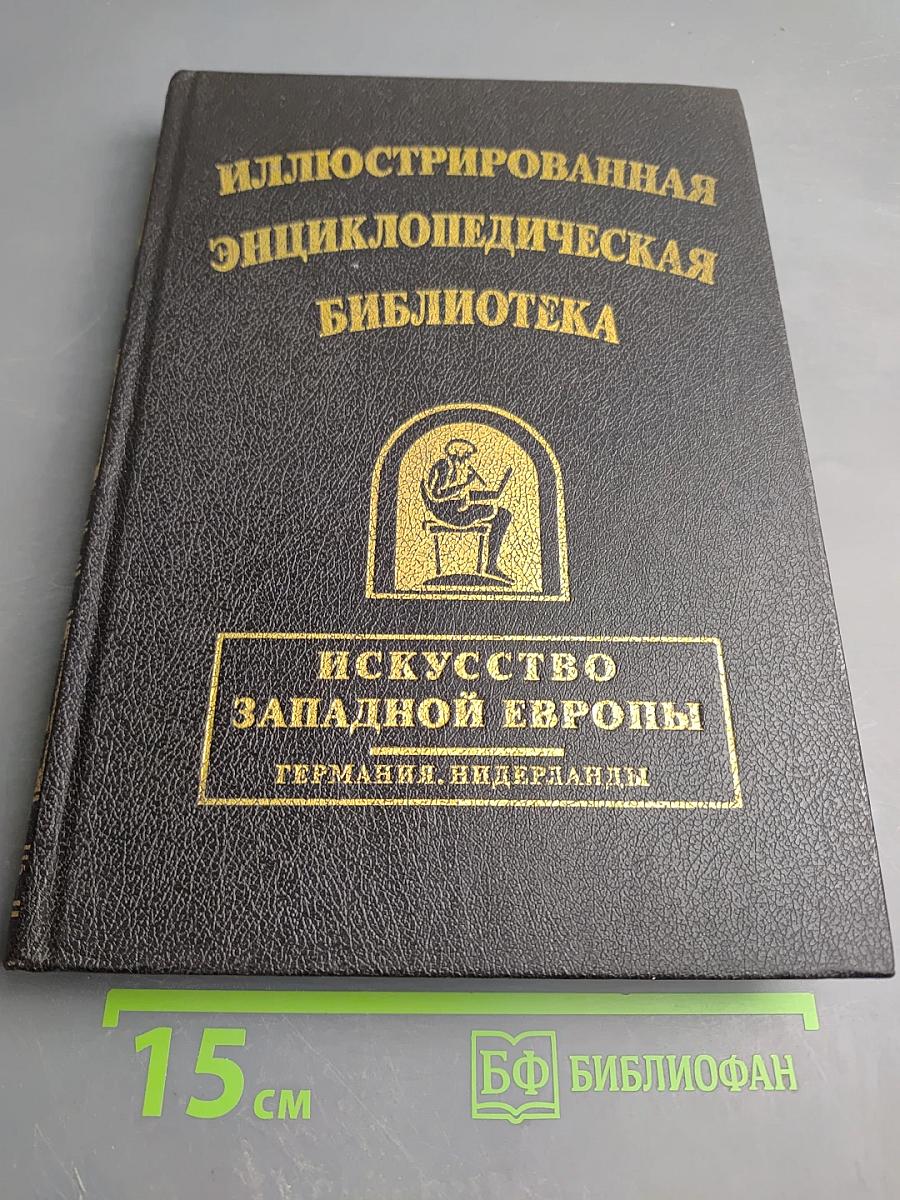 ИЛЛЮСТРИРОВАННАЯ
ЭНЦИКЛОПЕДИЧЕСКАЯ
БИБЛИОТЕКА
ИСКУССТВО
ЗАПАДНОЙ ЕВРОПЫ
ГЕРМАНИЯ. НИДЕРЛАНДЫ
15 см
БФ БИБЛИОФАН